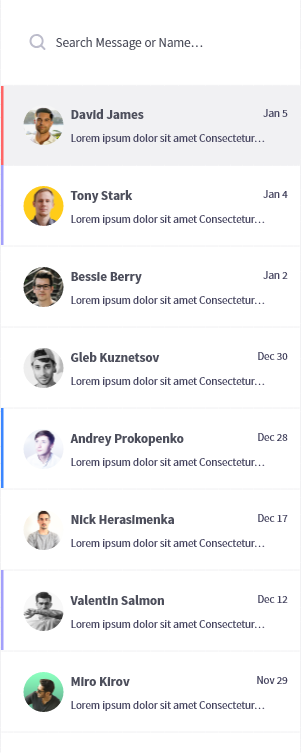 Search Message or Name…
David James
Jan 5
Lorem ipsum dolor sit amet Consectetur…
Tony Stark
Jan 4
Lorem ipsum dolor sit amet Consectetur…
Bessie Berry
Jan 2
Lorem ipsum dolor sit amet Consectetur…
Gleb Kuznetsov
Dec 30
Lorem ipsum dolor sit amet Consectetur…
Andrey Prokopenko
Dec 28
Lorem ipsum dolor sit amet Consectetur…
Nick Herasimenka
Dec 17
Lorem ipsum dolor sit amet Consectetur…
Valentin Salmon
Dec 12
Lorem ipsum dolor sit amet Consectetur…
Miro Kirov
Nov 29
Lorem ipsum dolor sit amet Consectetur…